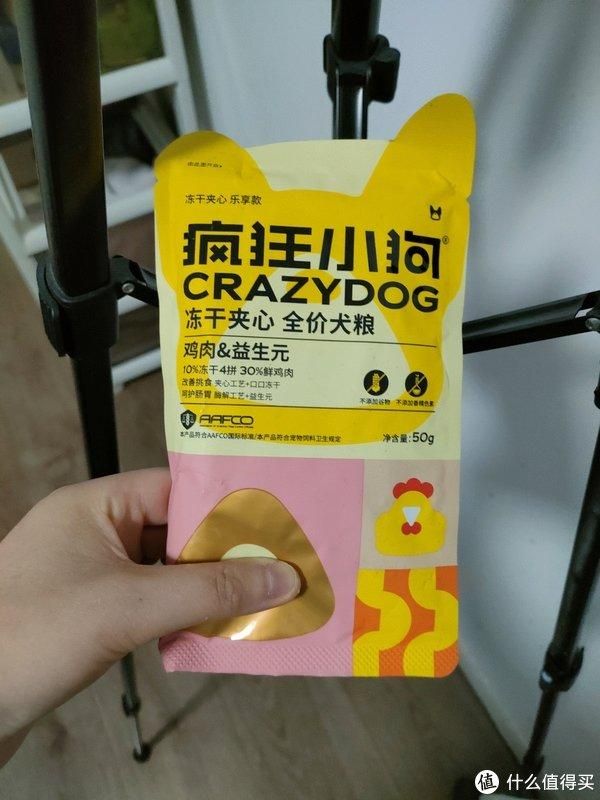 由此撕开
冻干夹心 乐享款
疯狂小狗®
CRAZYDOG
冻干夹心 全价犬粮
鸡肉&益生元
10%冻干4拼 30%鲜鸡肉
改善挑食 夹心工艺+口口冻干
呵护肠胃 酶解工艺+益生元
不添加谷物
不添加香精色素
AAFCO
本产品符合AAFCO国际标准/本产品符合宠物饲料卫生规定
净含量:50g
值 什么值得买